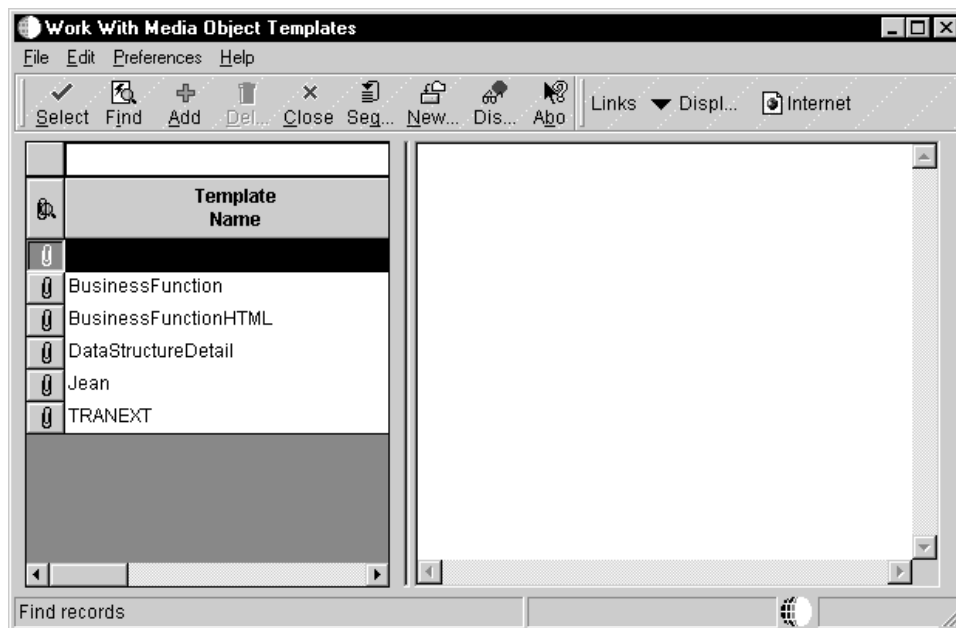 Work With Media Object Templates
File Edit Preferences Help
Select Find Add Del... Close Seq... New... Dis... Abo Links Displ... Internet
Template
Name
BusinessFunction
BusinessFunctionHTML
DataStructureDetail
Jean
TRANEXT
Find records